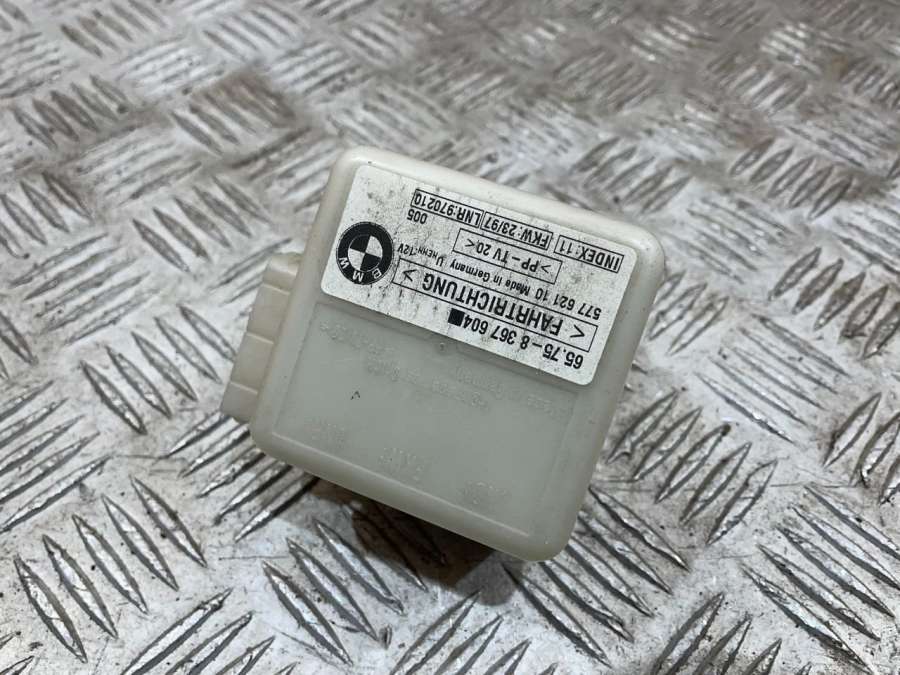 65.75-8 367 604
< FAHRTRICHTUNG >
577 621 10 Made in Germany UNENN:12V
>PP-TV 20<
INDEX: 11 FKW: 23/97 LNR:970210
005
BMW